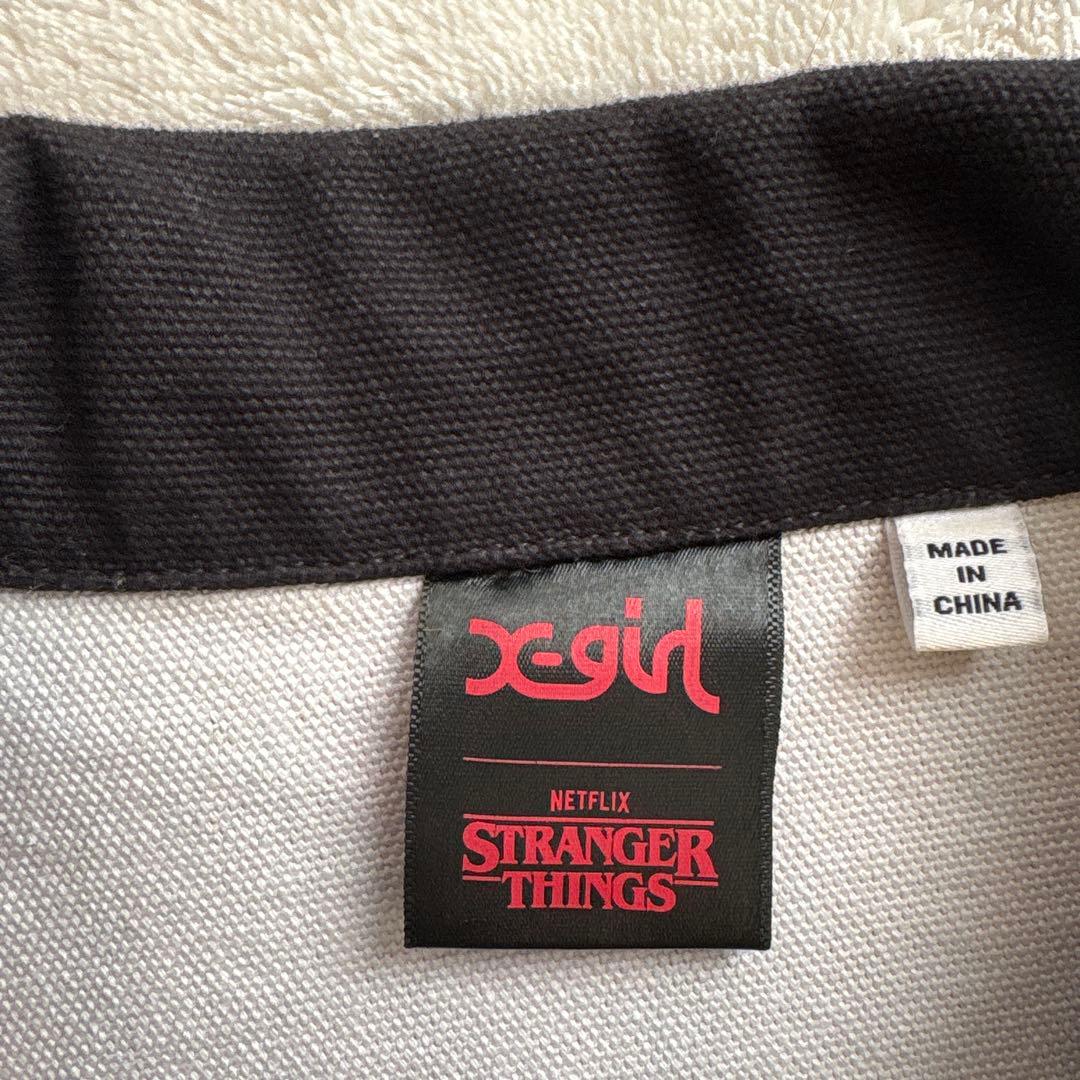 X-girl
NETFLIX
STRANGER
THINGS
MADE
IN
CHINA